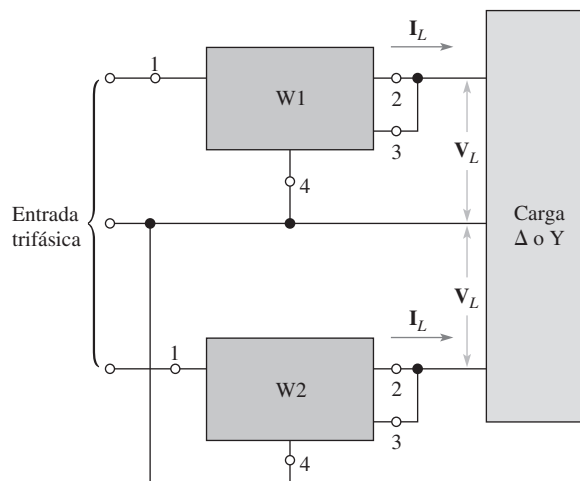 I_L
1
W1
2
3
4
V_L
Entrada
trifásica
Carga
Δ o Y
V_L
I_L
1
W2
2
3
4